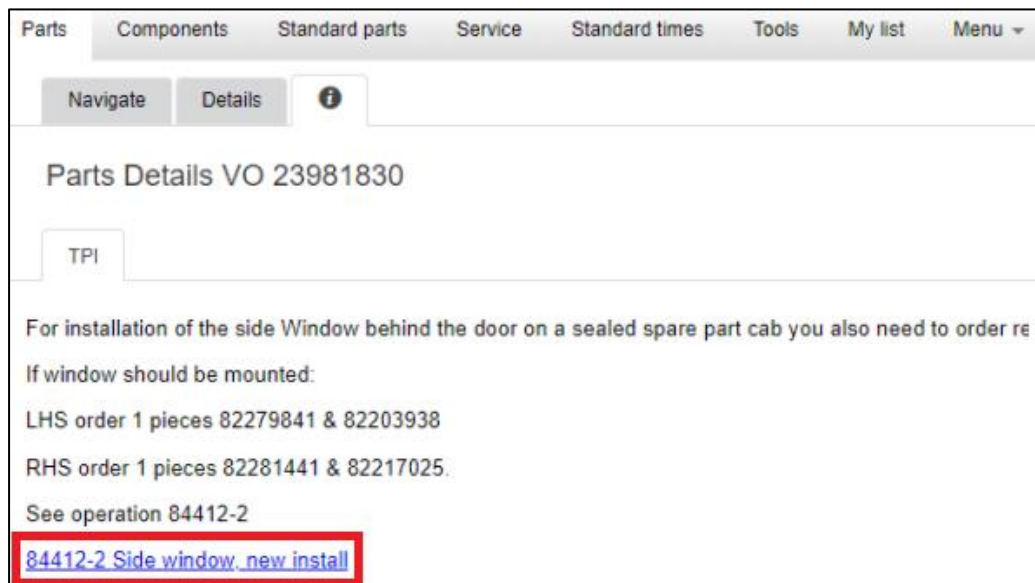 Parts Components Standard parts Service Standard times Tools My list Menu
Navigate Details
Parts Details VO 23981830
TPI
For installation of the side Window behind the door on a sealed spare part cab you also need to order re
If window should be mounted:
LHS order 1 pieces 82279841 & 82203938
RHS order 1 pieces 82281441 & 82217025.
See operation 84412-2
84412-2 Side window, new install